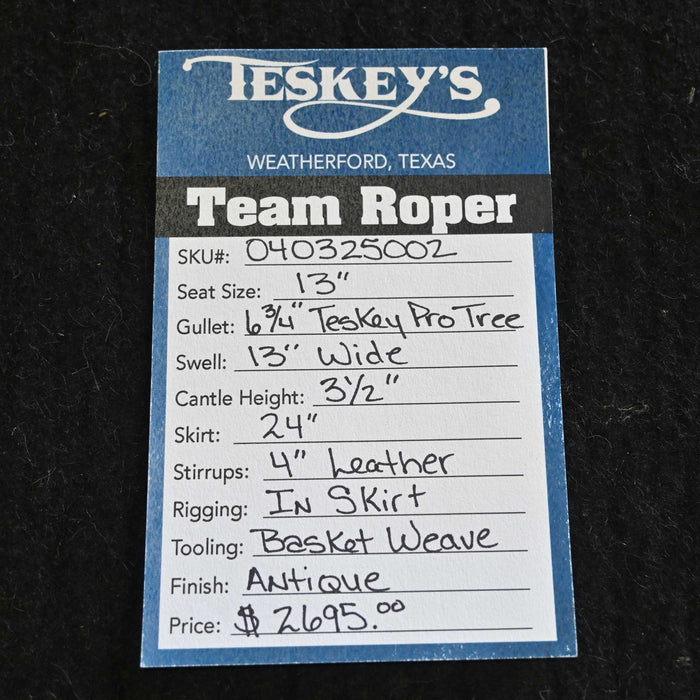 TESKEY'S
WEATHERFORD, TEXAS
Team Roper
SKU#: 040325002
Seat Size: 13"
Gullet: 6 3/4" Teskey Pro Tree
Swell: 13" Wide
Cantle Height: 3 1/2"
Skirt: 24"
Stirrups: 4" Leather
Rigging: In Skirt
Tooling: Basket Weave
Finish: Antique
Price: $ 2695.00